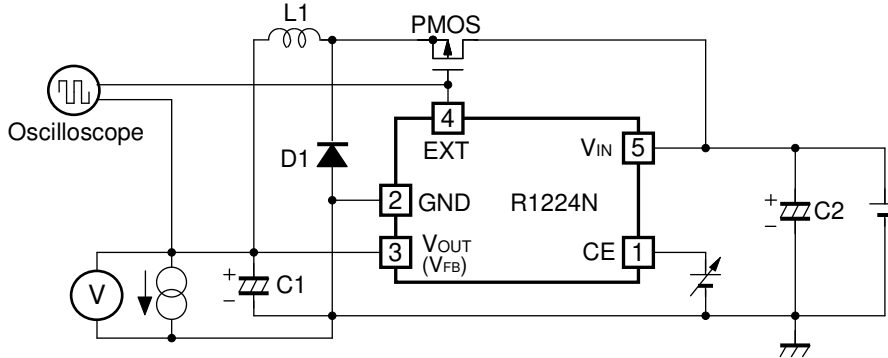 L1
PMOS
Oscilloscope
4
EXT
D1
VIN
5
2
GND
R1224N
+
−
C2
3
VOUT
(VFB)
CE
1
V
+
−
C1